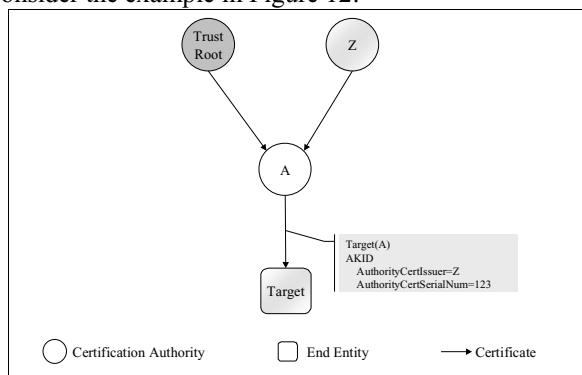 onsider the example in Figure 12.
Trust
Root
Z
A
Target(A)
AKID
AuthorityCertIssuer=Z
AuthorityCertSerialNum=123
Target
Certification Authority
End Entity
Certificate